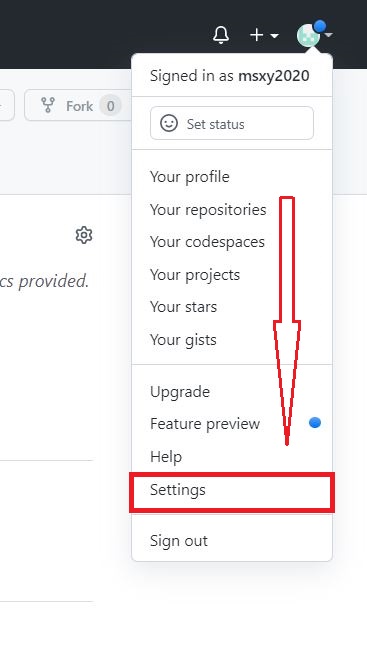 Signed in as msxy2020
Fork 0
Set status
Your profile
Your repositories
Your codespaces
cs provided.
Your projects
Your stars
Your gists
Upgrade
Feature preview
Help
Settings
Sign out